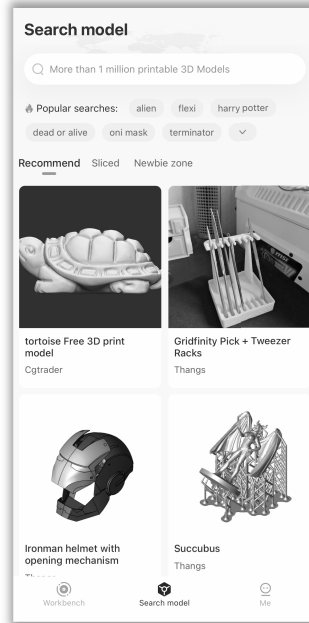 Search model
More than 1 million printable 3D Models
Popular searches: alien flexi harry potter
dead or alive oni mask terminator
Recommend Sliced Newbie zone
tortoise Free 3D print
model
Cgtrader
Gridfinity Pick + Tweezer
Racks
Thangs
Ironman helmet with
opening mechanism
Thangs
Succubus
Thangs
Workbench Search model Me